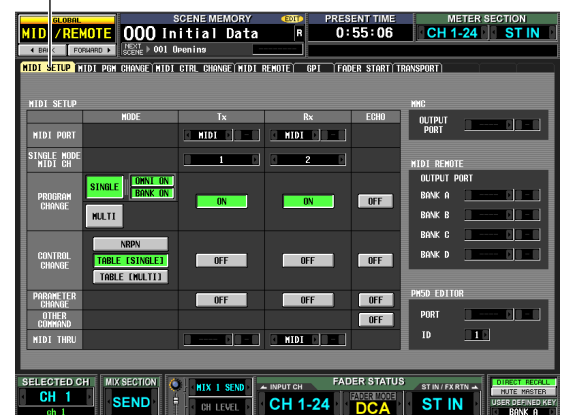 GLOBAL
MIDI/REMOTE
BACK
FORWARD
SCENE MEMORY
EDIT
000 Initial Data
R
NEXT SCENE
001 Opening
PRESENT TIME
0:55:06
METER SECTION
CH 1-24
ST IN
MIDI SETUP
MIDI PGM CHANGE
MIDI CTRL CHANGE
MIDI REMOTE
GPI
FADER START
TRANSPORT
MIDI SETUP
MODE
Tx
Rx
ECHO
MIDI PORT
MIDI
MIDI
SINGLE MODE MIDI CH
1
2
PROGRAM CHANGE
SINGLE
OMNI ON
BANK ON
MULTI
ON
ON
OFF
CONTROL CHANGE
NRPN
TABLE [SINGLE]
TABLE [MULTI]
OFF
OFF
OFF
PARAMETER CHANGE
OFF
OFF
OFF
OTHER COMMAND
OFF
MIDI THRU
MIDI
MMC
OUTPUT PORT
MIDI REMOTE
OUTPUT PORT
BANK A
BANK B
BANK C
BANK D
PM5D EDITOR
PORT
ID
1
SELECTED CH
CH 1
ch 1
MIX SECTION
SEND
MIX 1 SEND
CH LEVEL
FADER STATUS
INPUT CH
CH 1-24
FADER MODE
DCA
ST IN / FX RTN
ST IN
DIRECT RECALL
MUTE MASTER
USER DEFINED KEY
BANK A